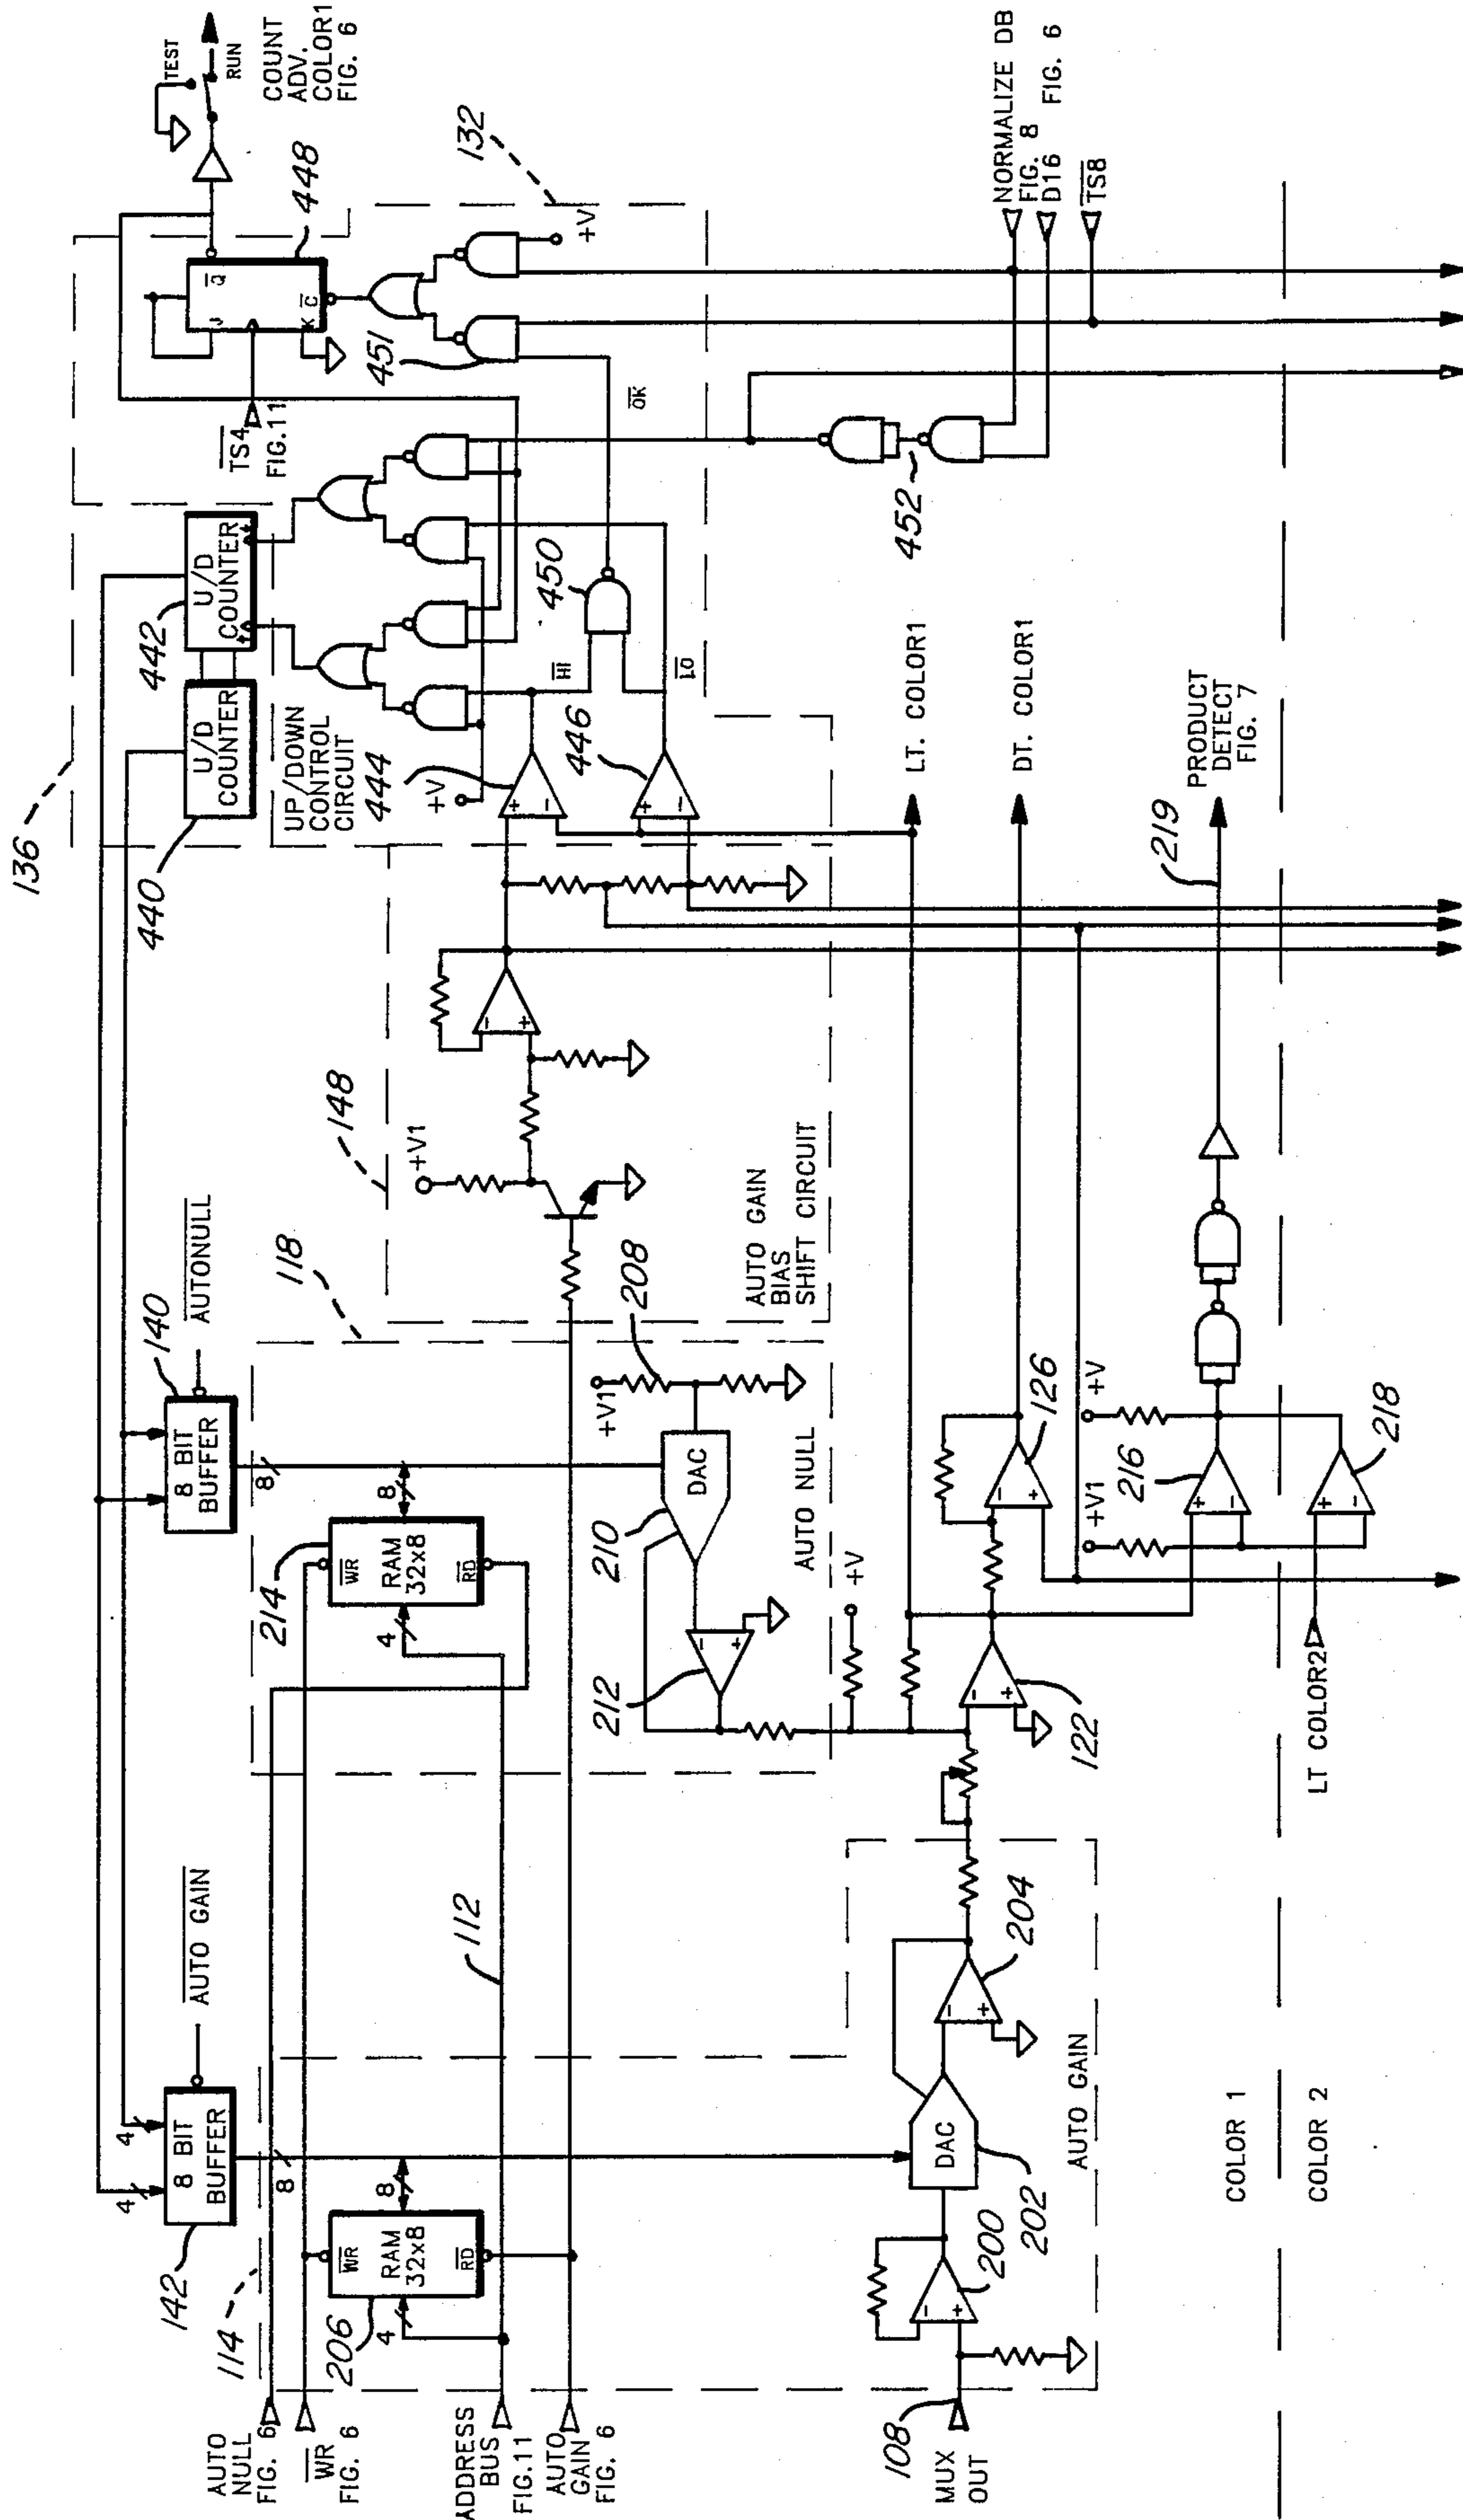 AUTO
NULL
FIG. 6
WR
FIG. 6
ADDRESS
BUS
FIG.11
AUTO
GAIN
FIG. 6
108
MUX
OUT
114
142
8 BIT
BUFFER
4
4
8
AUTO GAIN
206
WR
RAM
32x8
RD
4
8
112
200
DAC
202
204
AUTO GAIN
COLOR 1
COLOR 2
140
8 BIT
BUFFER
8
AUTONULL
118
214
WR
RAM
32x8
RD
4
8
+V1
208
DAC
210
212
AUTO NULL
+V
122
126
+V1
+V
216
218
LT COLOR2
148
+V1
AUTO GAIN
BIAS
SHIFT CIRCUIT
136
440
U/D
COUNTER
442
U/D
COUNTER
UP/DOWN
CONTROL
CIRCUIT
444
+V
446
HI
LO
450
OK
TS4
FIG.11
J
Q
K
C
448
451
+V
132
452
TEST
RUN
COUNT
ADV.
COLOR1
FIG. 6
NORMALIZE DB
FIG. 8
D16 FIG. 6
TS8
LT. COLOR1
DT. COLOR1
PRODUCT
DETECT
FIG. 7
219